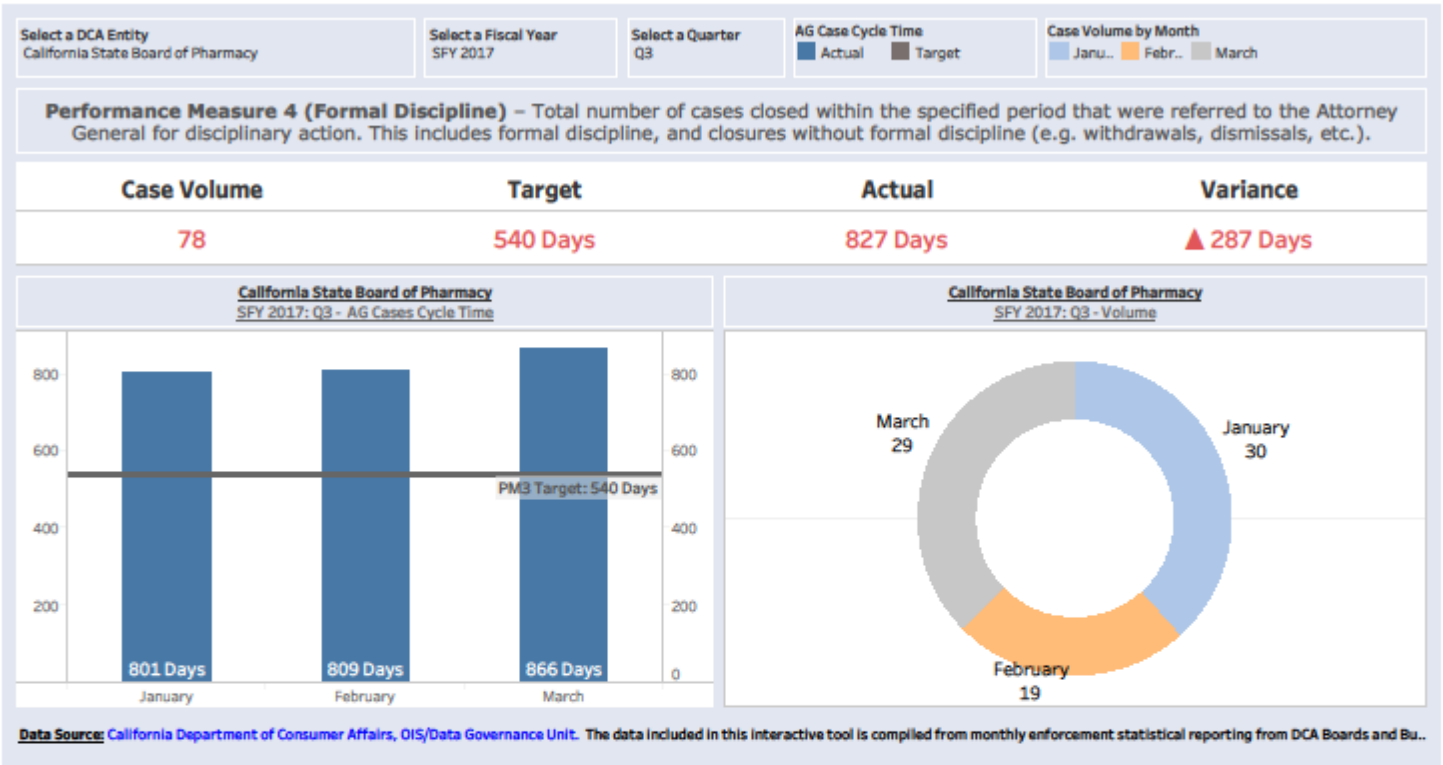 Select a DCA Entity
California State Board of Pharmacy
Select a Fiscal Year
SFY 2017
Select a Quarter
Q3
AG Case Cycle Time
Actual
Target
Case Volume by Month
Janu..
Febr..
March
Performance Measure 4 (Formal Discipline) – Total number of cases closed within the specified period that were referred to the Attorney
General for disciplinary action. This includes formal discipline, and closures without formal discipline (e.g. withdrawals, dismissals, etc.).
Case Volume Target Actual Variance
78 540 Days 827 Days ▲ 287 Days
California State Board of Pharmacy
SFY 2017: Q3 - AG Cases Cycle Time
800 800
600 600
PM3 Target: 540 Days
400 400
200 200
801 Days 809 Days 866 Days 0
January February March
California State Board of Pharmacy
SFY 2017: Q3 - Volume
March
29
January
30
February
19
Data Source: California Department of Consumer Affairs, OIS/Data Governance Unit. The data included in this interactive tool is compiled from monthly enforcement statistical reporting from DCA Boards and Bu..